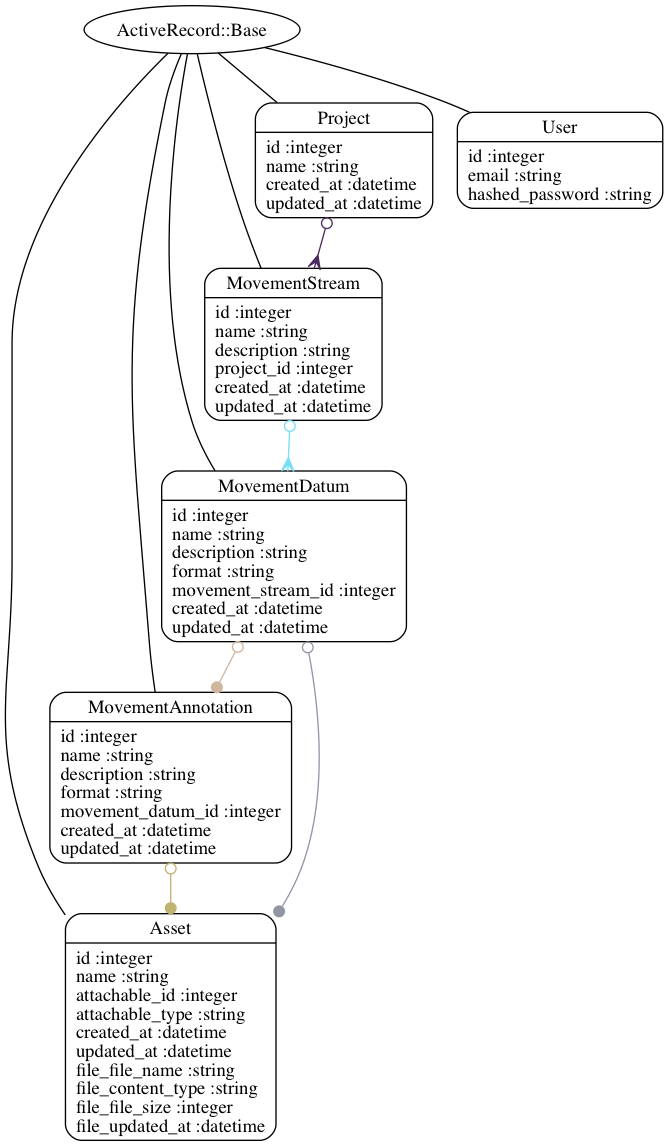 ActiveRecord::Base
Project
id :integer
name :string
created_at :datetime
updated_at :datetime
User
id :integer
email :string
hashed_password :string
MovementStream
id :integer
name :string
description :string
project_id :integer
created_at :datetime
updated_at :datetime
MovementDatum
id :integer
name :string
description :string
format :string
movement_stream_id :integer
created_at :datetime
updated_at :datetime
MovementAnnotation
id :integer
name :string
description :string
format :string
movement_datum_id :integer
created_at :datetime
updated_at :datetime
Asset
id :integer
name :string
attachable_id :integer
attachable_type :string
created_at :datetime
updated_at :datetime
file_file_name :string
file_content_type :string
file_file_size :integer
file_updated_at :datetime